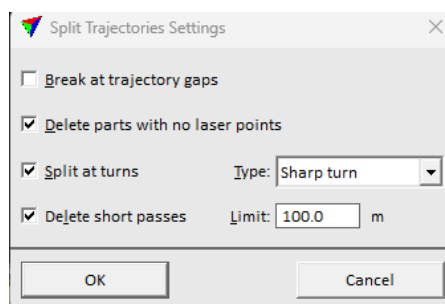 Split Trajectories Settings
Break at trajectory gaps
Delete parts with no laser points
Split at turns Type: Sharp turn
Delete short passes Limit: 100.0 m
OK Cancel